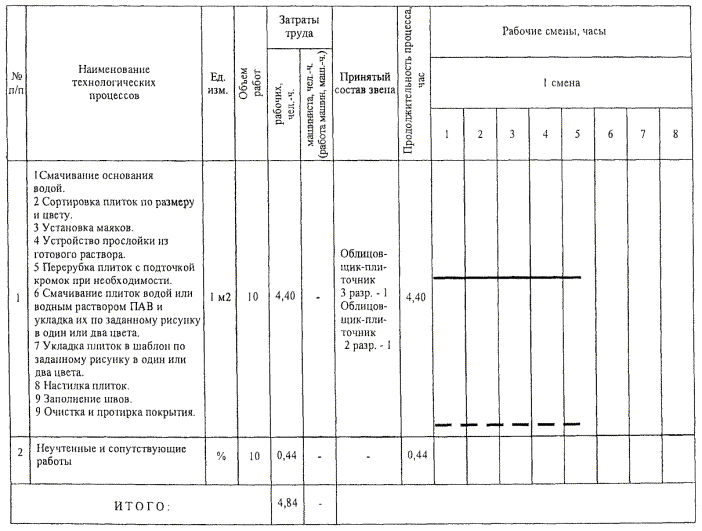 № п/п
Наименование
технологических
процессов
Ед.
изм.
Объем
работ
Затраты
труда
рабочих,
чел.-ч.
машиниста, чел.-ч.
(работа машин, маш.-ч.)
Принятый
состав звена
Продолжительность процесса,
час
Рабочие смены, часы
1 смена
1 2 3 4 5 6 7 8
1
1 Смачивание основания
водой.
2 Сортировка плиток по размеру
и цвету.
3 Установка маяков.
4 Устройство прослойки из
готового раствора.
5 Перерубка плиток с подточкой
кромок при необходимости.
6 Смачивание плиток водой или
водным раствором ПАВ и
укладка их по заданному рисунку
в один или два цвета.
7 Укладка плиток в шаблон по
заданному рисунку в один или
два цвета.
8 Настилка плиток.
9 Заполнение швов.
9 Очистка и протирка покрытия.
1 м2
10
4,40
-
Облицов-
щик-пли-
точник
3 разр. - 1
Облицов-
щик-пли-
точник
2 разр. - 1
4,40
2
Неучтенные и сопутствующие
работы
%
10
0,44
-
-
0,44
ИТОГО:
4,84
-